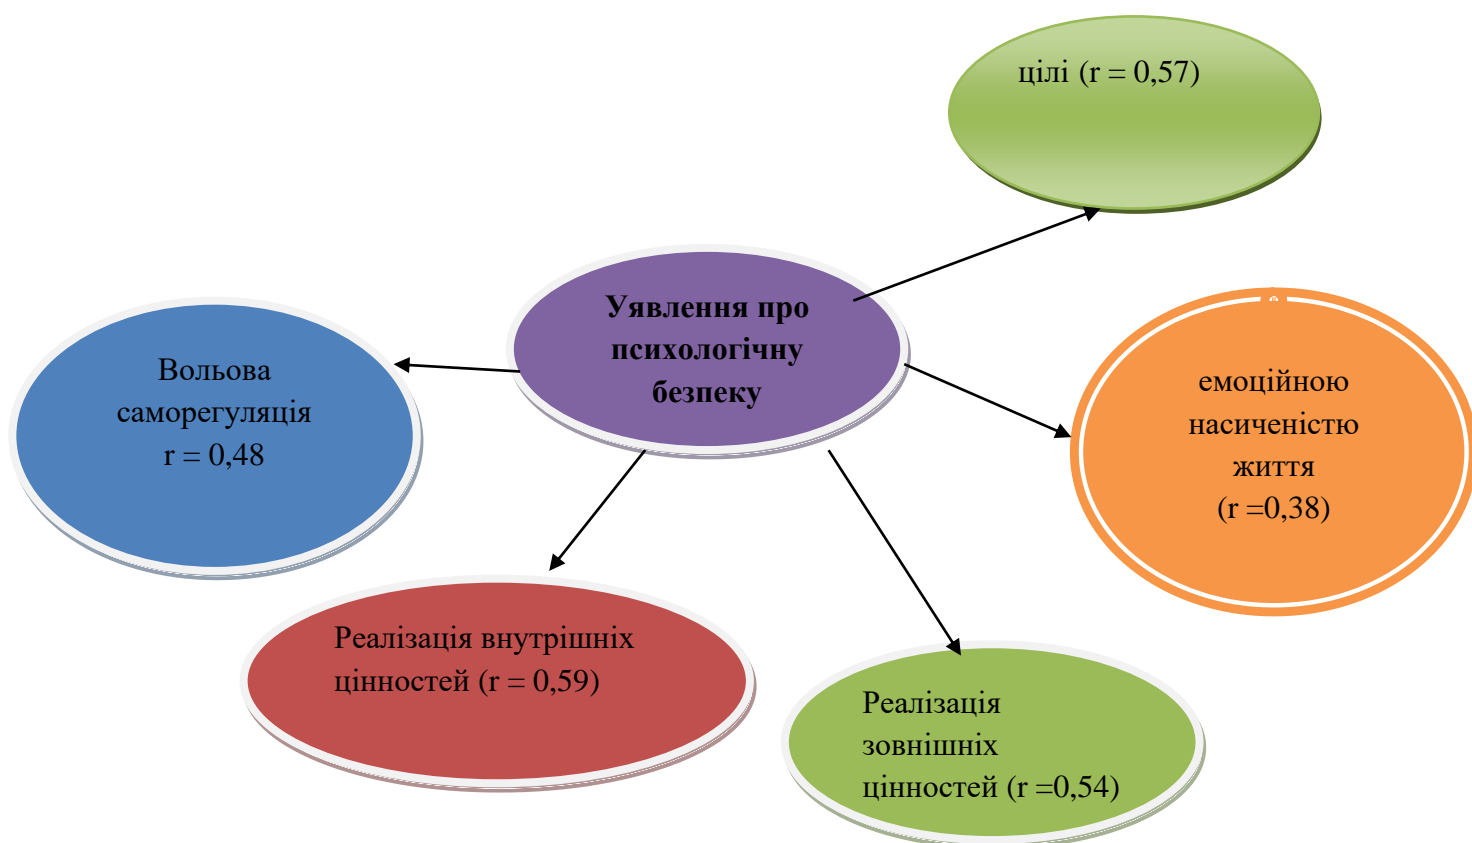 цілі (r = 0,57)
Уявлення про
психологічну
безпеку
Вольова
саморегуляція
r = 0,48
емоційною
насиченістю
життя
(r =0,38)
Реалізація внутрішніх
цінностей (r = 0,59)
Реалізація
зовнішніх
цінностей (r =0,54)